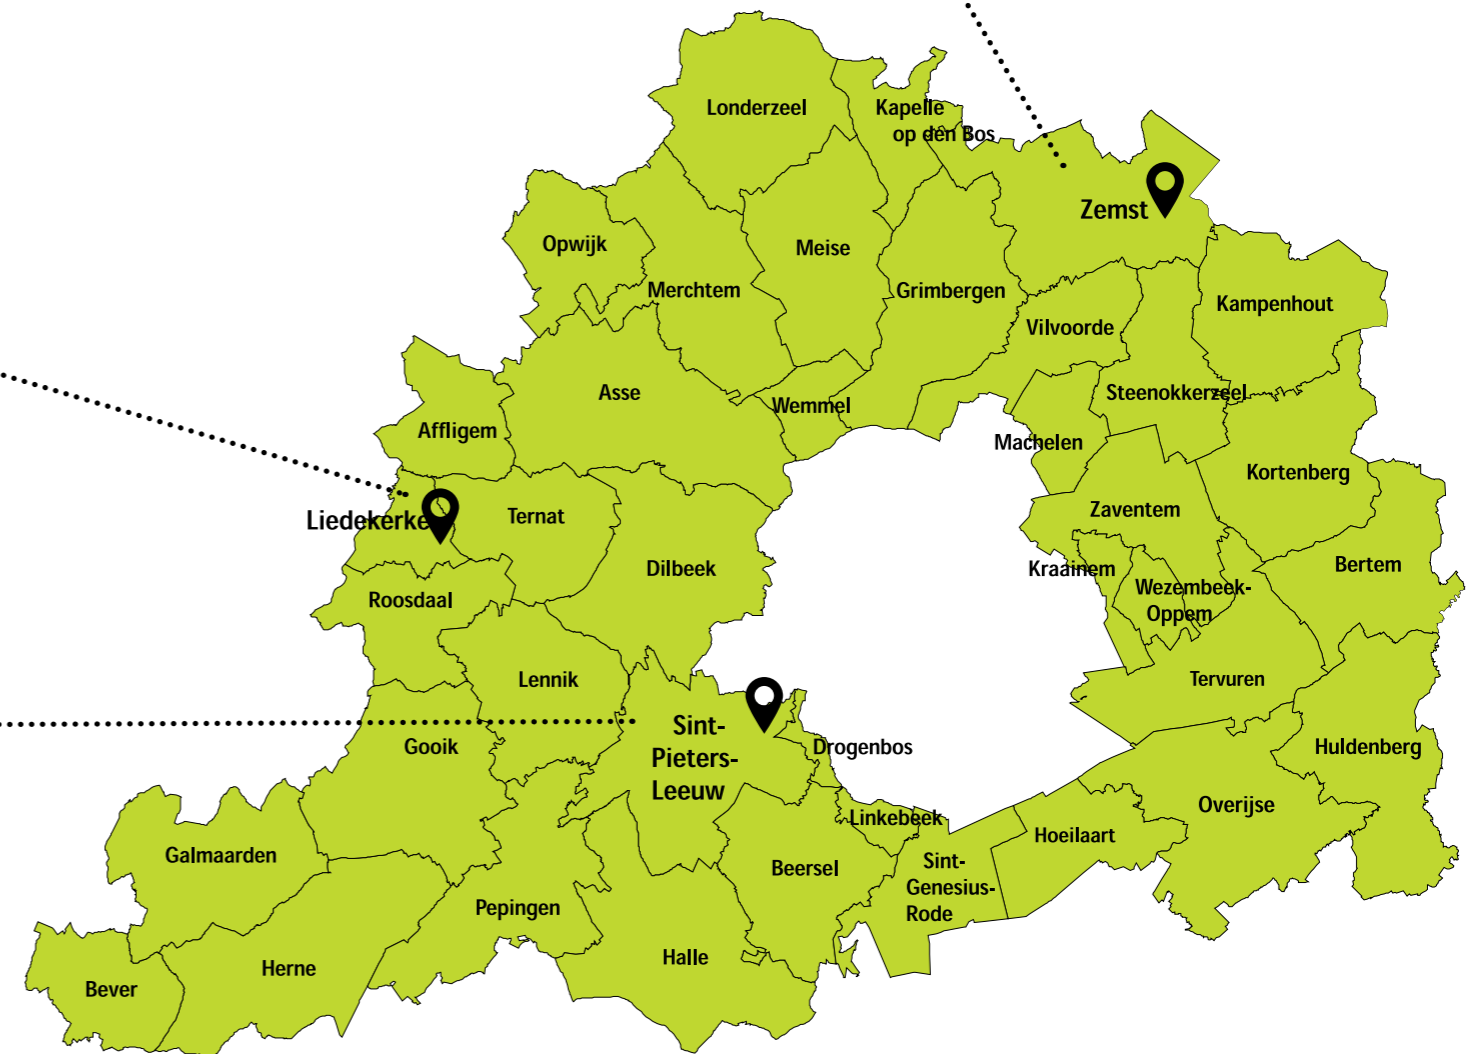 Londerzeel
Kapelle
op den Bos
Zemst
Opwijk
Meise
Merchtem
Grimbergen
Kampenhout
Vilvoorde
Asse
Steenokkerzeel
Wemmel
Affligem
Machelen
Kortenberg
Liedekerke
Ternat
Zaventem
Dilbeek
Kraainem
Bertem
Wezembeek-
Oppem
Roosdaal
Lennik
Tervuren
Sint-
Pieters-
Leeuw
Gooik
Drogenbos
Huldenberg
Overijse
Linkebeek
Hoeilaart
Galmaarden
Beersel
Sint-
Genesius-
Rode
Pepingen
Halle
Herne
Bever